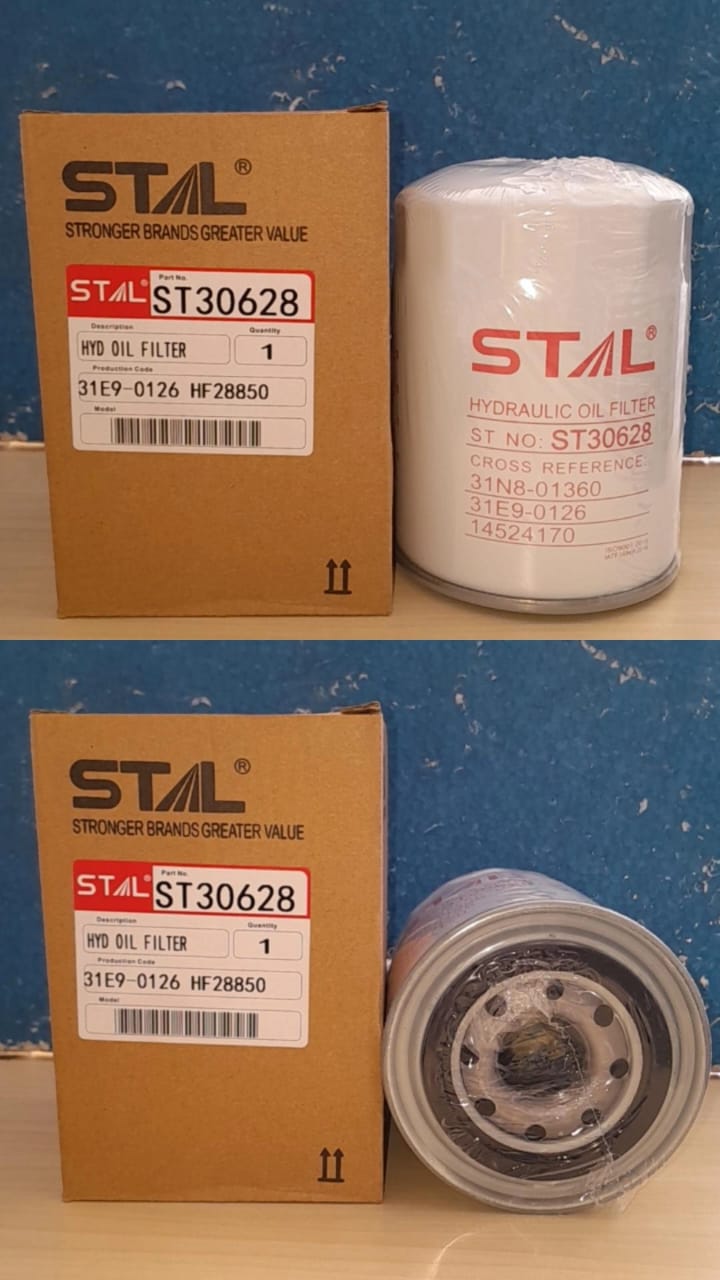 STAL®
STRONGER BRANDS GREATER VALUE
STAL®
Part No.
ST30628
Description
Quantity
HYD OIL FILTER
1
Production Code
31E9-0126 HF28850
Model
STAL®
HYDRAULIC OIL FILTER
ST NO: ST30628
CROSS REFERENCE:
31N8-01360
31E9-0126
14524170
STAL®
STRONGER BRANDS GREATER VALUE
STAL®
Part No.
ST30628
Description
Quantity
HYD OIL FILTER
1
Production Code
31E9-0126 HF28850
Model